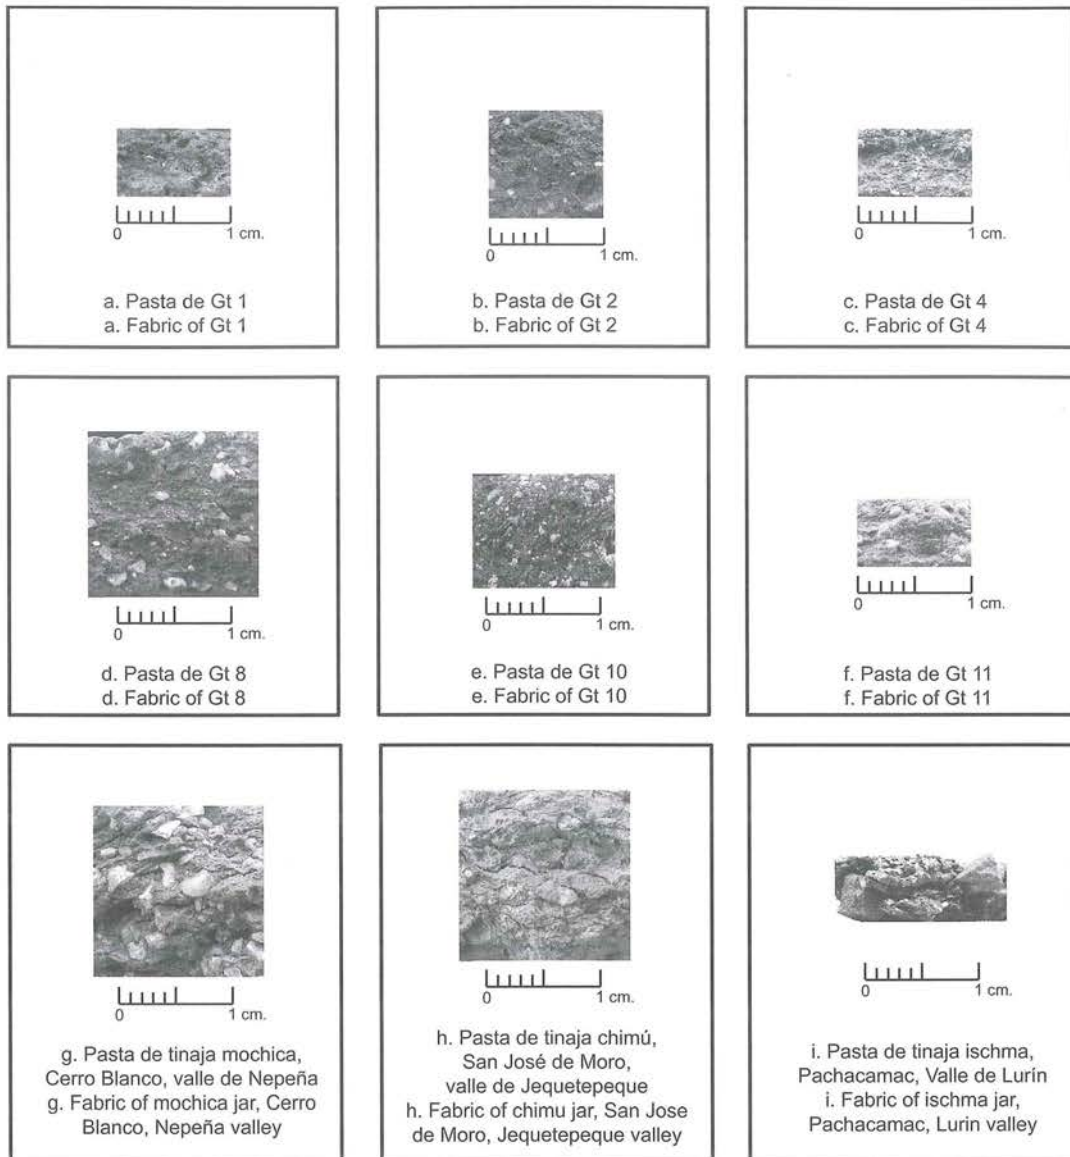 0 1 cm.
a. Pasta de Gt 1
a. Fabric of Gt 1
0 1 cm.
b. Pasta de Gt 2
b. Fabric of Gt 2
0 1 cm.
c. Pasta de Gt 4
c. Fabric of Gt 4
0 1 cm.
d. Pasta de Gt 8
d. Fabric of Gt 8
0 1 cm.
e. Pasta de Gt 10
e. Fabric of Gt 10
0 1 cm.
f. Pasta de Gt 11
f. Fabric of Gt 11
0 1 cm.
g. Pasta de tinaja mochica,
Cerro Blanco, valle de Nepeña
g. Fabric of mochica jar, Cerro
Blanco, Nepeña valley
0 1 cm.
h. Pasta de tinaja chimú,
San José de Moro,
valle de Jequetepeque
h. Fabric of chimu jar, San Jose
de Moro, Jequetepeque valley
0 1 cm.
i. Pasta de tinaja ischma,
Pachacamac, Valle de Lurín
i. Fabric of ischma jar,
Pachacamac, Lurin valley